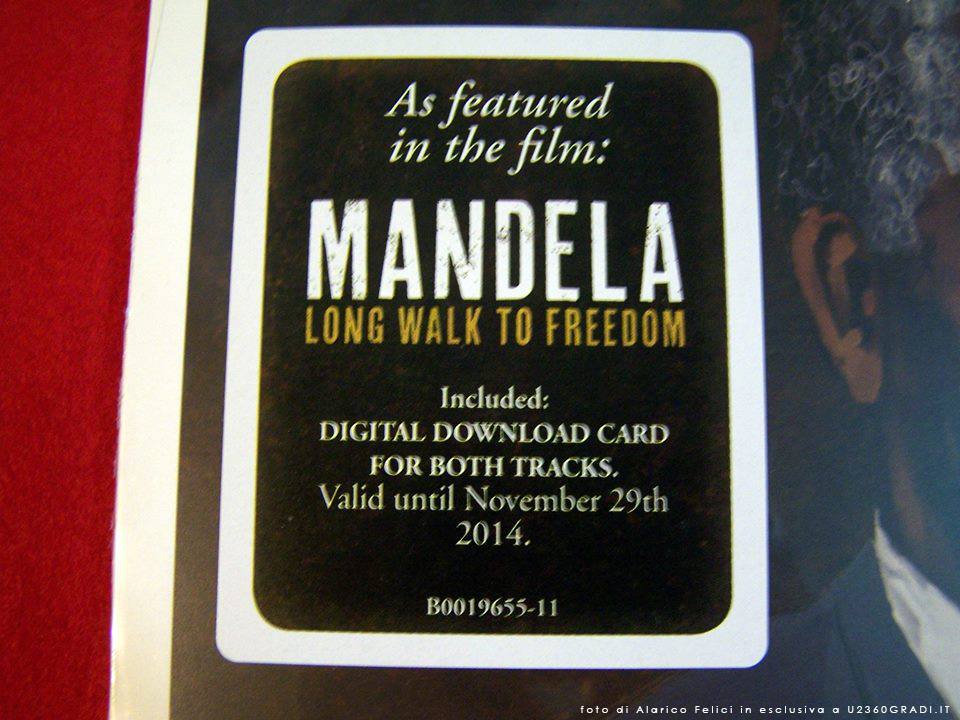 As featured
in the film:
MANDELA
LONG WALK TO FREEDOM
Included:
DIGITAL DOWNLOAD CARD
FOR BOTH TRACKS.
Valid until November 29th
2014.
B0019655-11
foto di Alarico Felici in esclusiva a U2360GRADI.IT